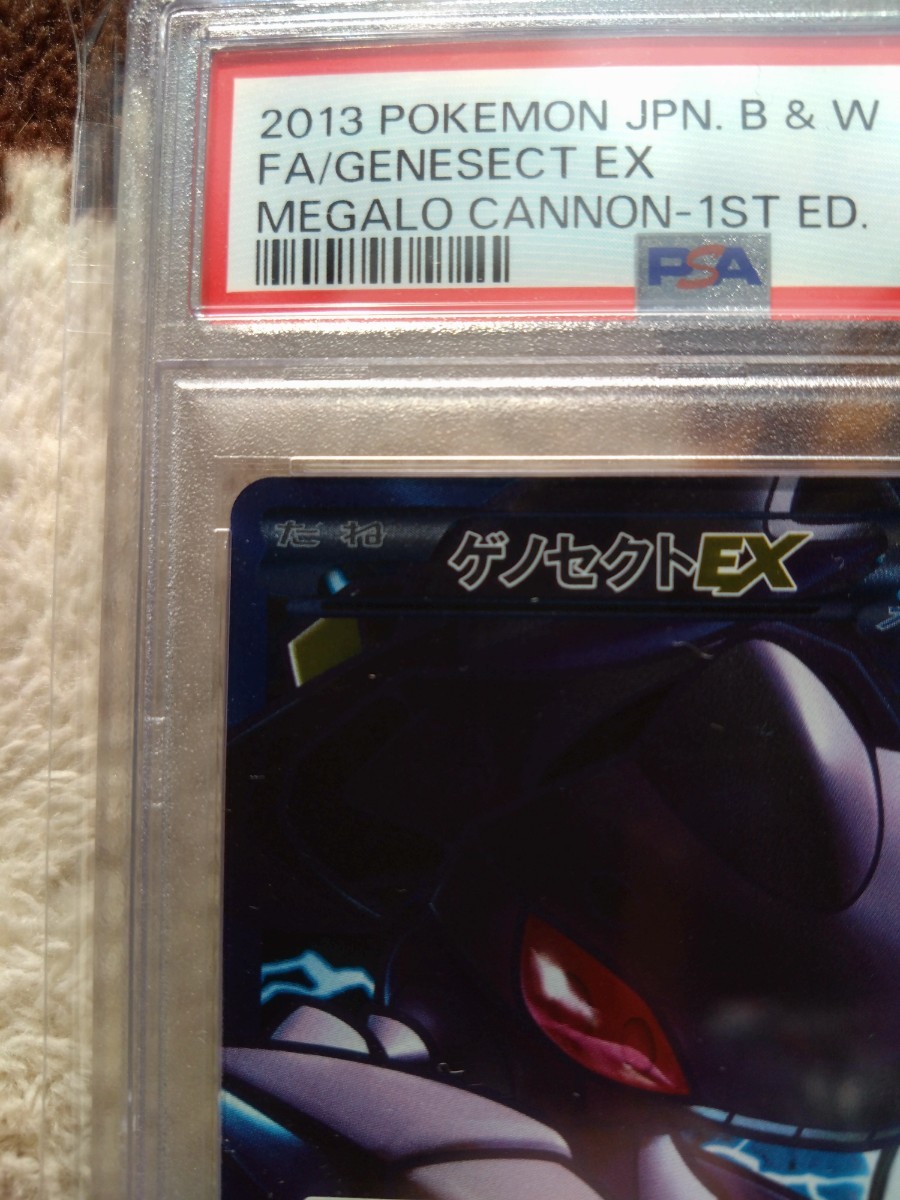 2013 POKEMON JPN. B & W
FA/GENESECT EX
MEGALO CANNON-1ST ED.
PSA
たね
ゲノセクトEX